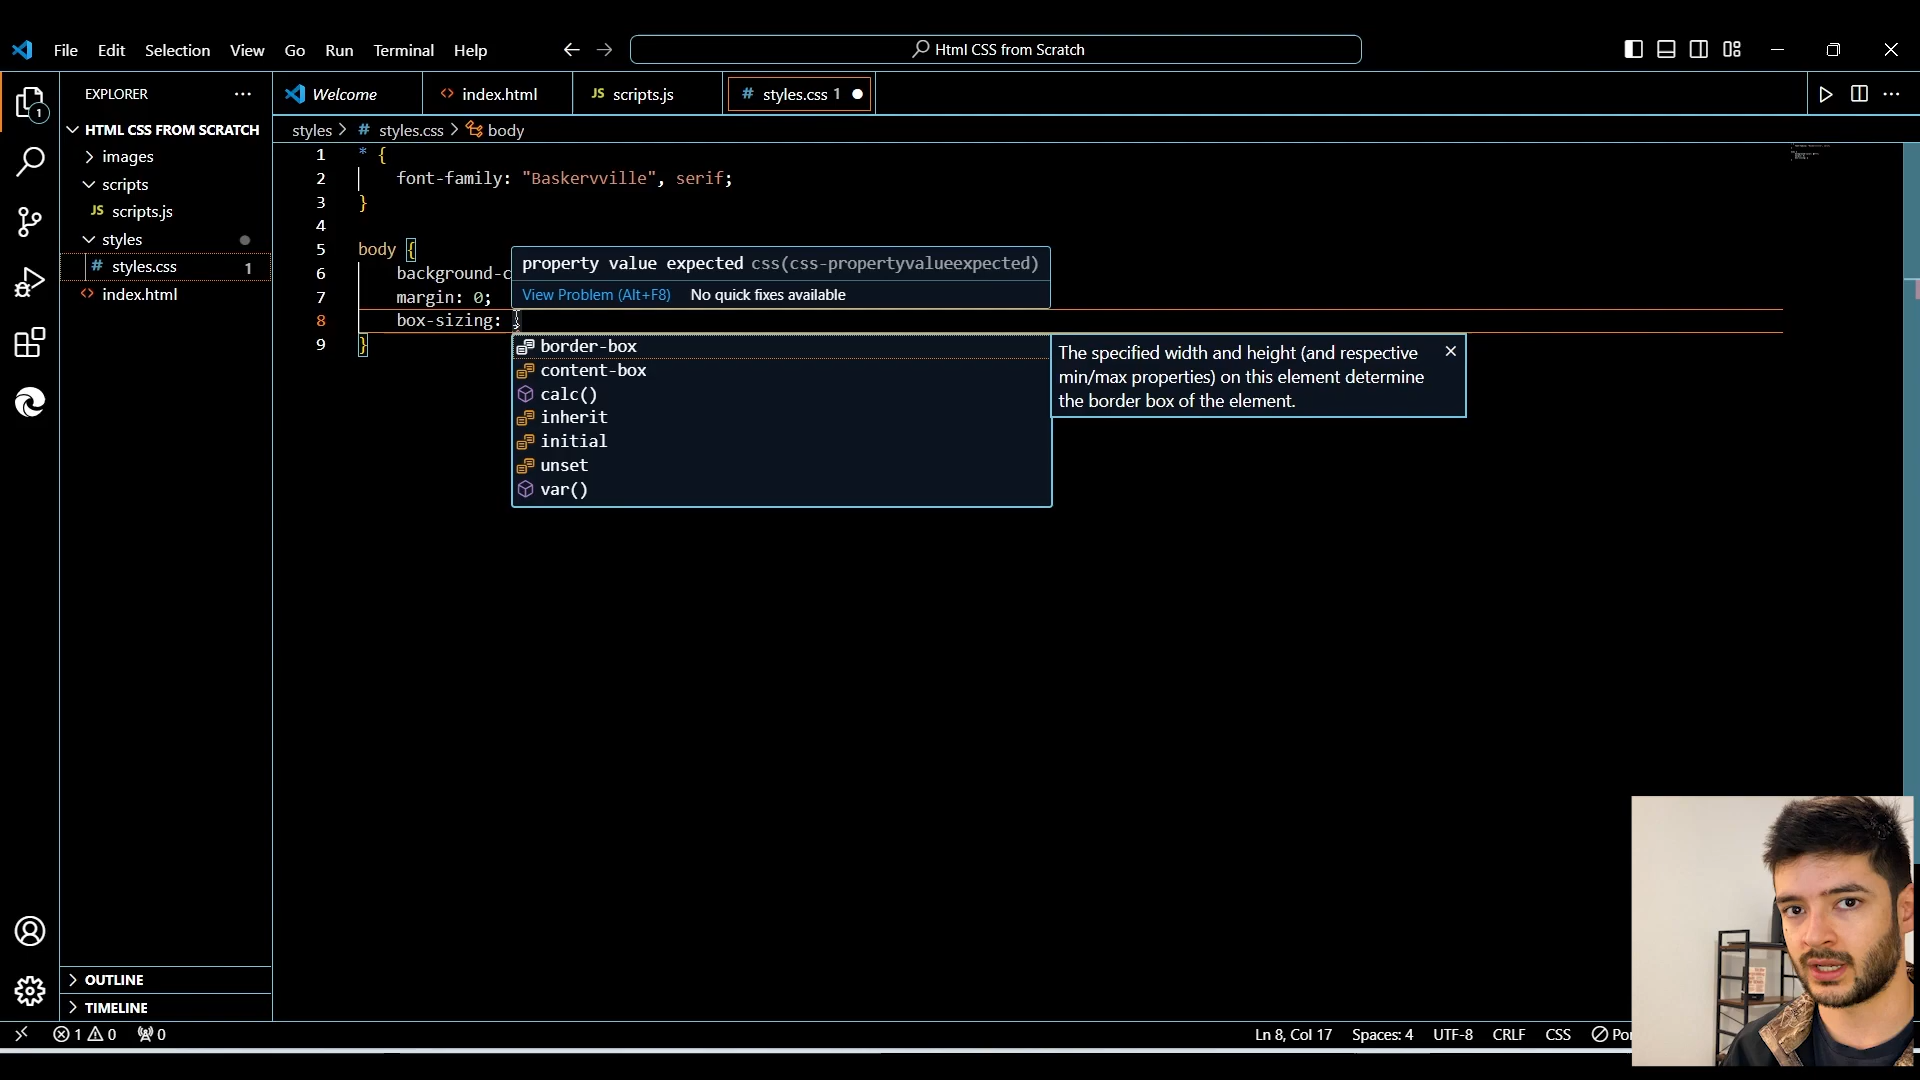 File Edit Selection View Go Run Terminal Help
Html CSS from Scratch
EXPLORER
Welcome
index.html
JS scripts.js
# styles.css 1
HTML CSS FROM SCRATCH
images
scripts
JS scripts.js
styles
# styles.css 1
index.html
styles > # styles.css > body
1 * {
2 font-family: "Baskervville", serif;
3 }
4
5 body {
6 background-c
7 margin: 0;
8 box-sizing: ;
9 }
property value expected css(css-propertyvalueexpected)
View Problem (Alt+F8) No quick fixes available
border-box
content-box
calc()
inherit
initial
unset
var()
The specified width and height (and respective
min/max properties) on this element determine
the border box of the element.
1
OUTLINE
TIMELINE
1 0 0
Ln 8, Col 17 Spaces: 4 UTF-8 CRLF CSS